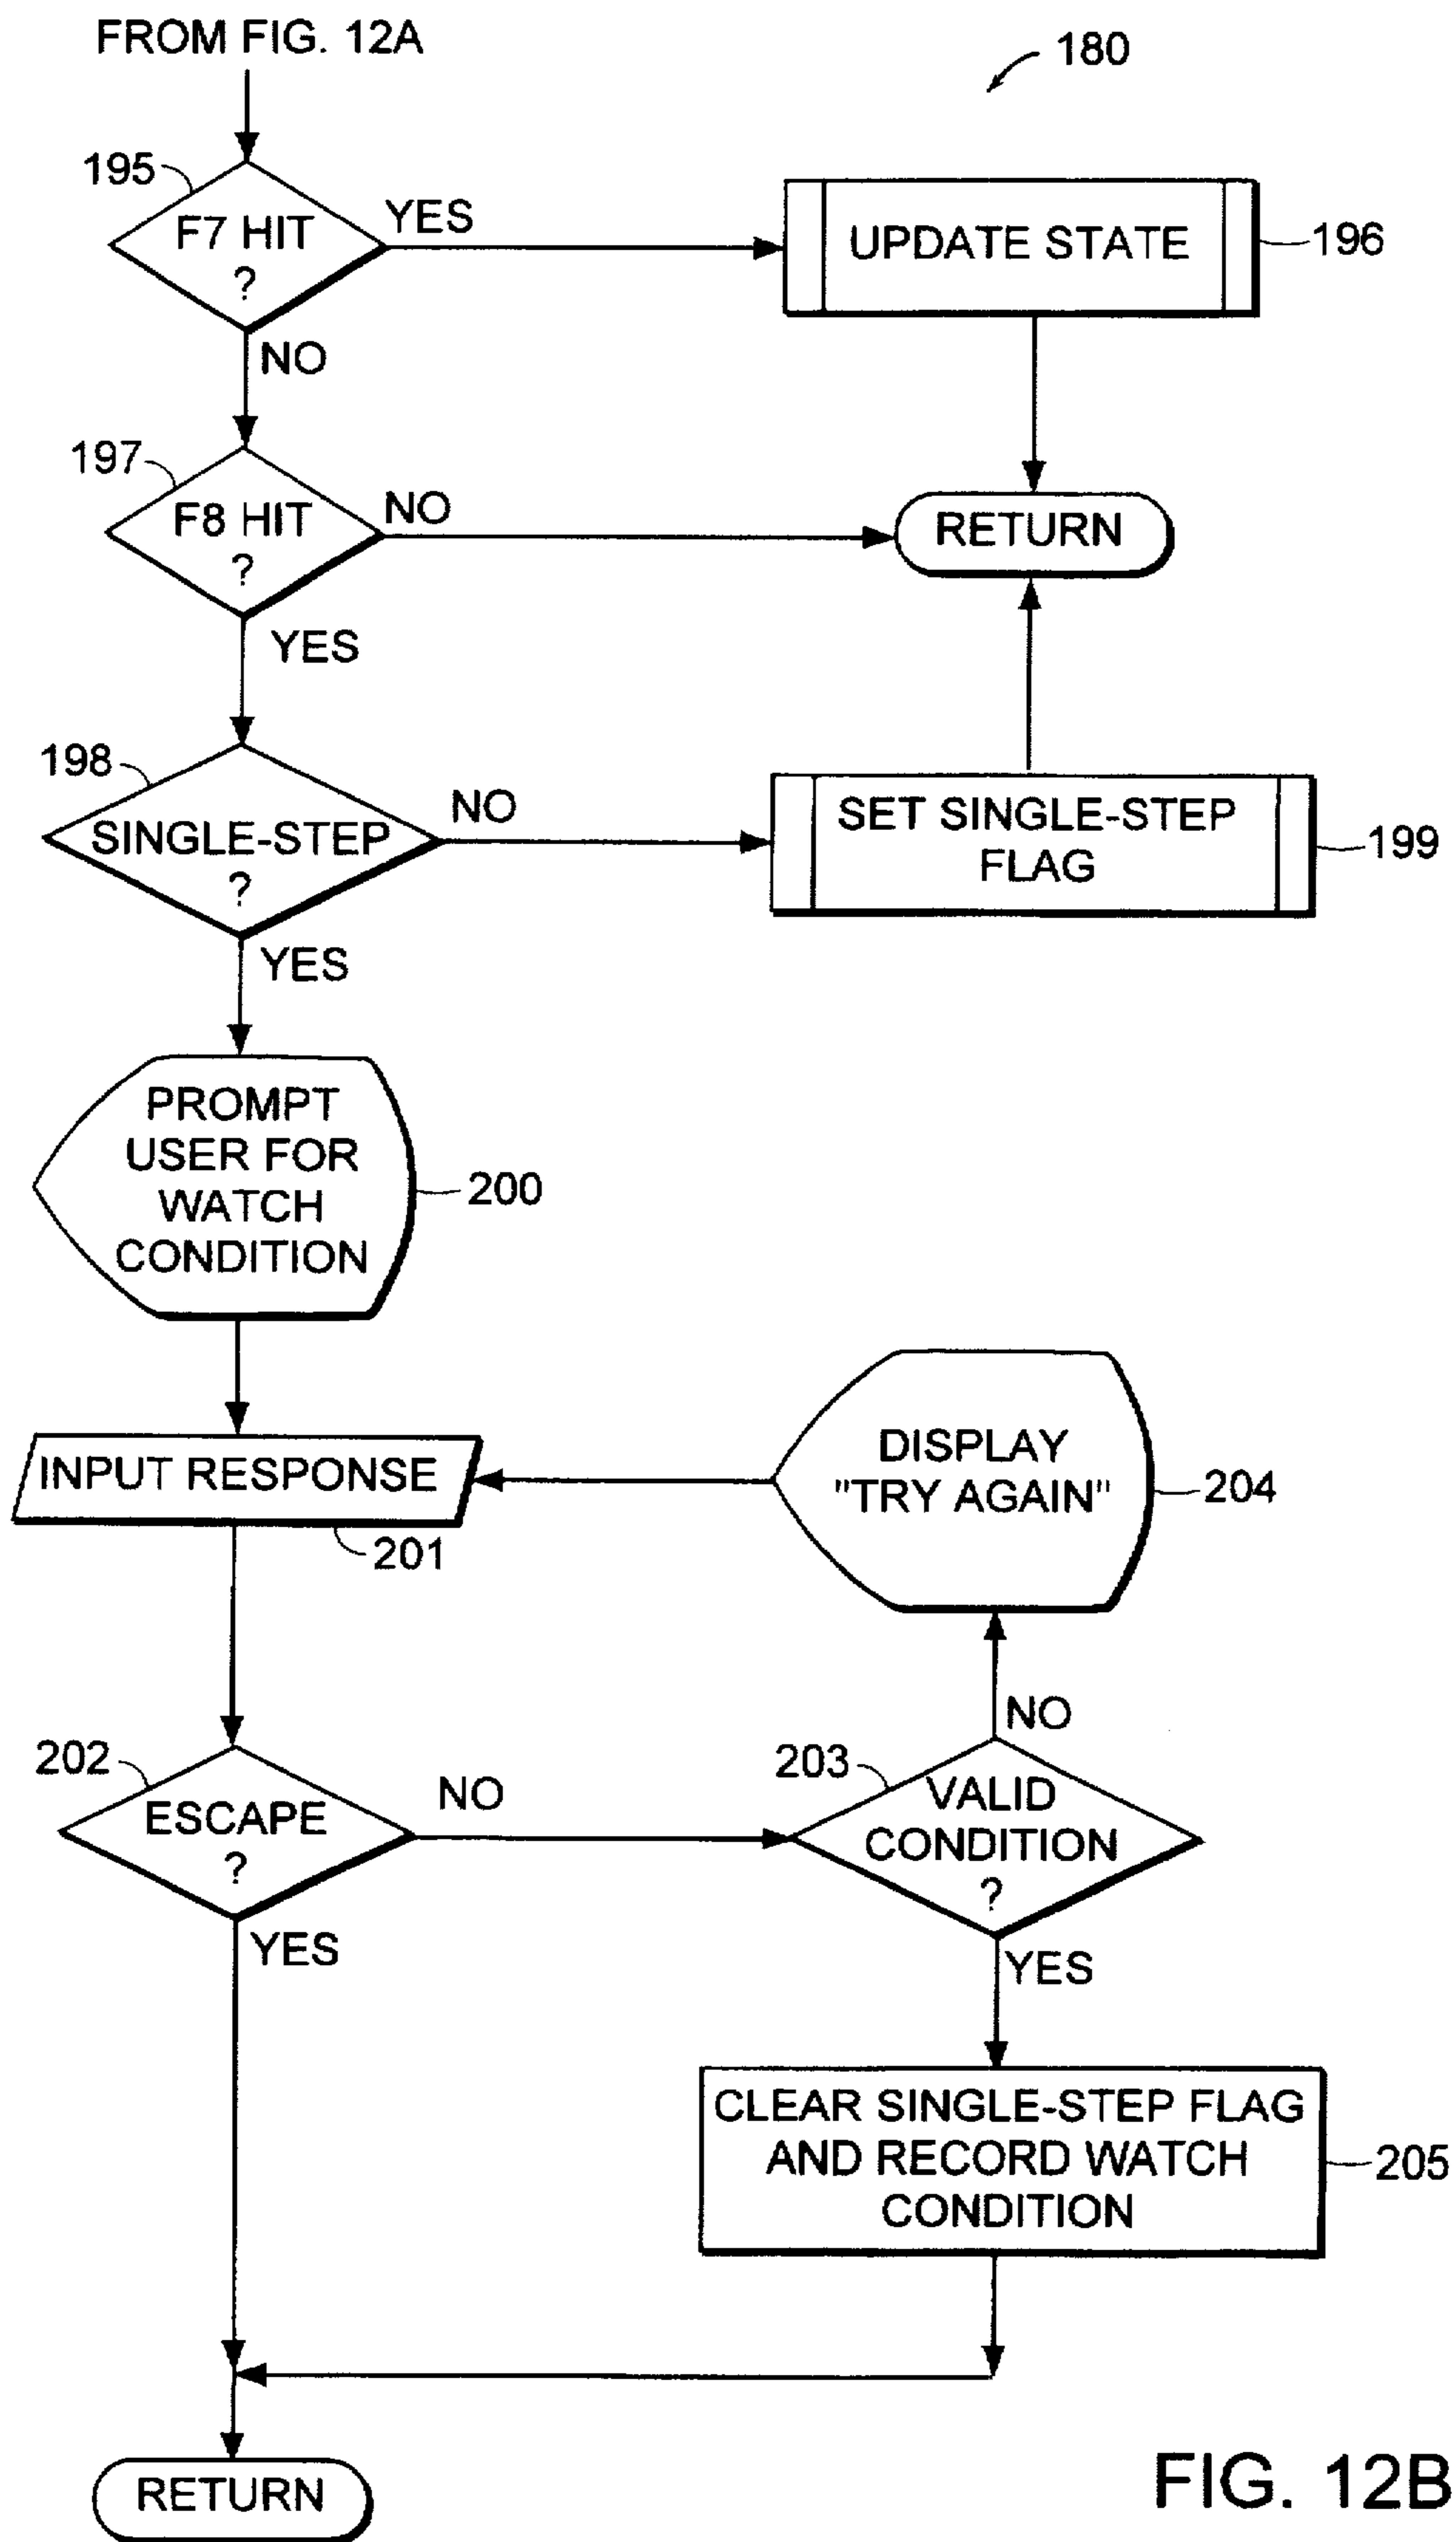 FROM FIG. 12A
180
195
F7 HIT
?
YES
UPDATE STATE
196
NO
197
F8 HIT
?
NO
RETURN
YES
198
SINGLE-STEP
?
NO
SET SINGLE-STEP
FLAG
199
YES
PROMPT
USER FOR
WATCH
CONDITION
200
INPUT RESPONSE
201
DISPLAY
"TRY AGAIN"
204
202
ESCAPE
?
NO
203
VALID
CONDITION
?
NO
YES
YES
CLEAR SINGLE-STEP FLAG
AND RECORD WATCH
CONDITION
205
RETURN
FIG. 12B